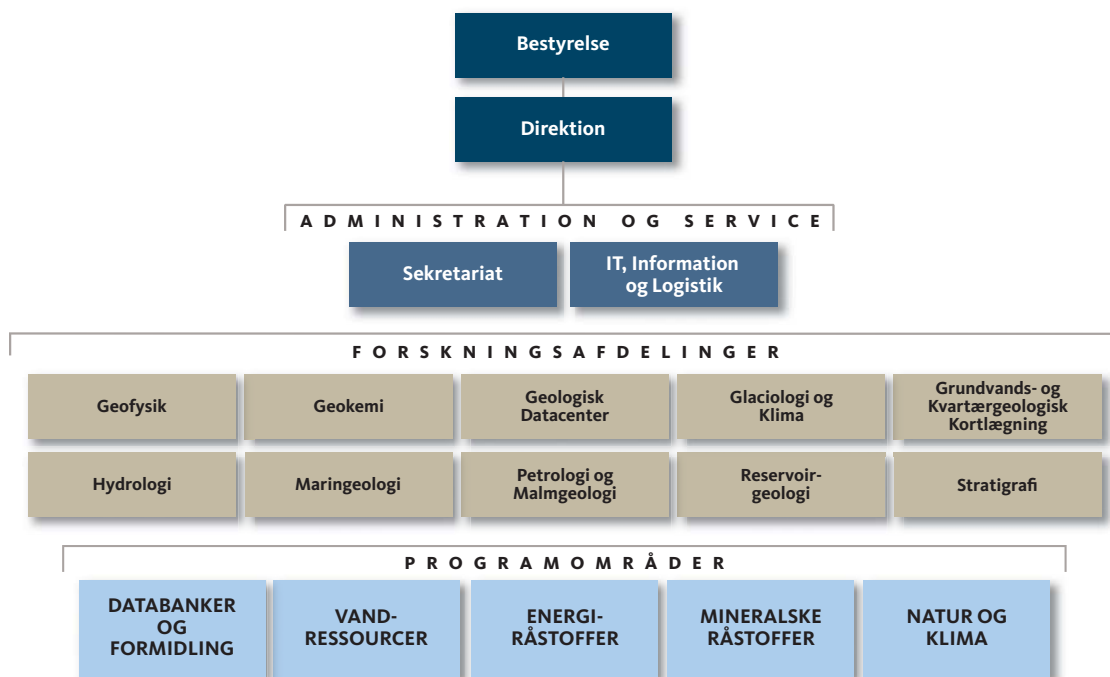 Bestyrelse
Direktion
ADMINISTRATION OG SERVICE
Sekretariat
IT, Information
og Logistik
FORSKNINGSAFDELINGER
Geofysik
Geokemi
Geologisk
Datacenter
Glaciologi og
Klima
Grundvands- og
Kvartærgeologisk
Kortlægning
Hydrologi
Maringeologi
Petrologi og
Malmgeologi
Reservoir-
geologi
Stratigrafi
PROGRAMOMRÅDER
DATABANKER
OG
FORMIDLING
VAND-
RESSOURCER
ENERGI-
RÅSTOFFER
MINERALSKE
RÅSTOFFER
NATUR OG
KLIMA